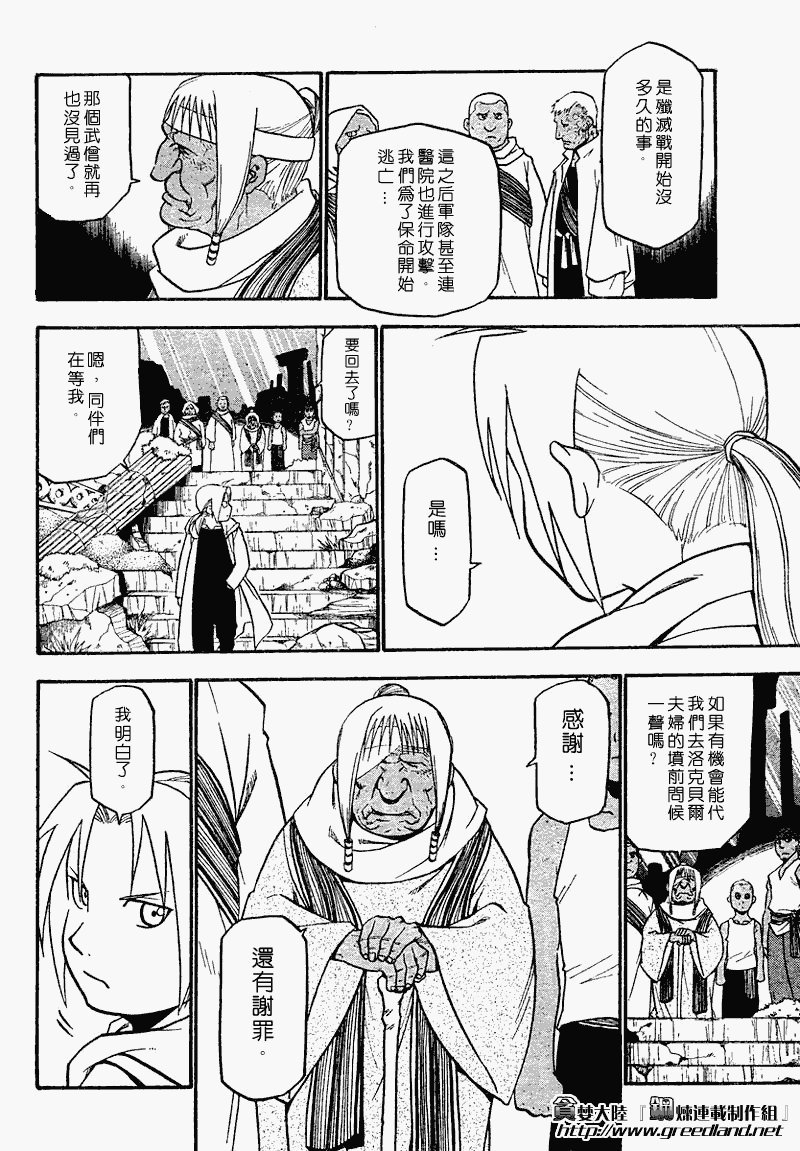 是殲滅戰開始沒
多久的事。
這之后軍隊甚至連
醫院也進行攻擊。
我們為了保命開始
逃亡…
那個武僧就再
也沒見過了。
是嗎…
要回去了嗎？
嗯，同伴們
在等我。
如果有機會能代
我們去洛克貝爾
夫婦的墳前問候
一聲嗎？
感謝…
還有謝罪。
我明白了。
貪婪大陸『鋼煉連載制作組』
http://www.greedland.net